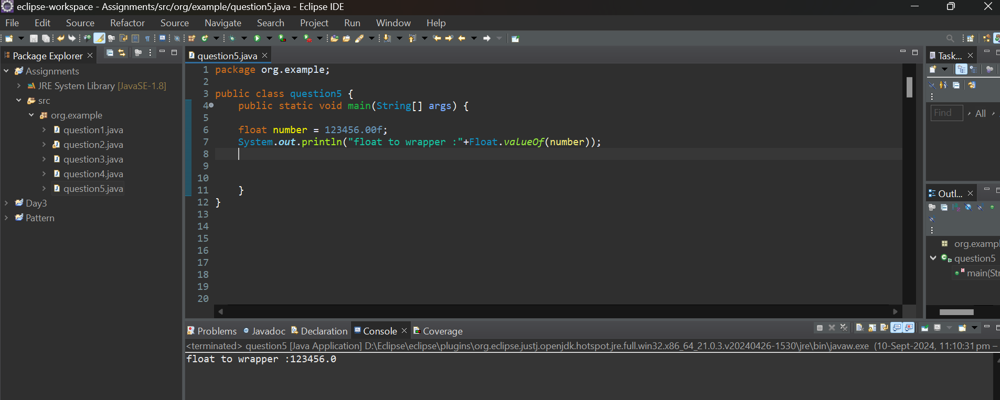 eclipse-workspace - Assignments/src/org/example/question5.java - Eclipse IDE
File Edit Source Refactor Source Navigate Search Project Run Window Help
Package Explorer
Assignments
JRE System Library [JavaSE-1.8]
src
org.example
question1.java
question2.java
question3.java
question4.java
question5.java
Day3
Pattern
question5.java
1 package org.example;
2
3 public class question5 {
4 public static void main(String[] args) {
5
6 float number = 123456.00f;
7 System.out.println("float to wrapper :"+Float.valueOf(number));
8
9
10
11 }
12 }
13
14
15
16
17
18
19
20
Task...
Find All
Outl...
org.exampl
question5
main(Str
Problems Javadoc Declaration Console Coverage
<terminated> question5 [Java Application] D:\Eclipse\eclipse\plugins\org.eclipse.justj.openjdk.hotspot.jre.full.win32.x86_64_21.0.3.v20240426-1530\jre\bin\javaw.exe (10-Sept-2024, 11:10:31 pm –
float to wrapper :123456.0